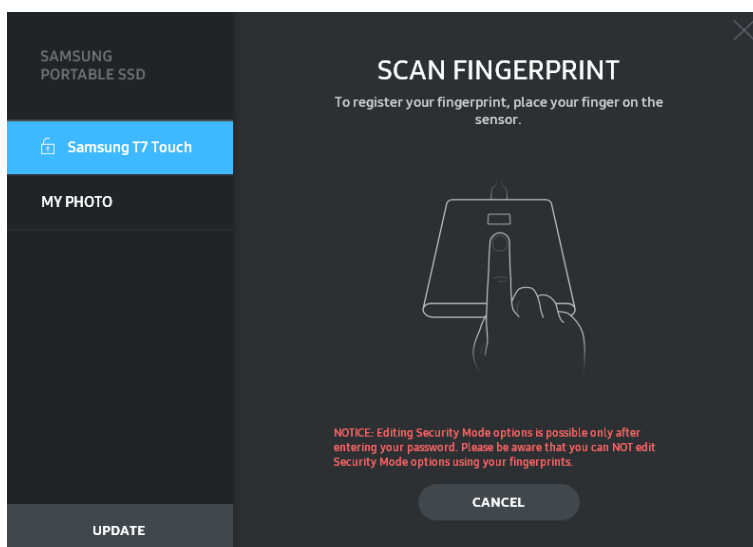 SAMSUNG
PORTABLE SSD
Samsung T7 Touch
MY PHOTO
UPDATE
SCAN FINGERPRINT
To register your fingerprint, place your finger on the
sensor.
NOTICE: Editing Security Mode options is possible only after
entering your password. Please be aware that you can NOT edit
Security Mode options using your fingerprints.
CANCEL